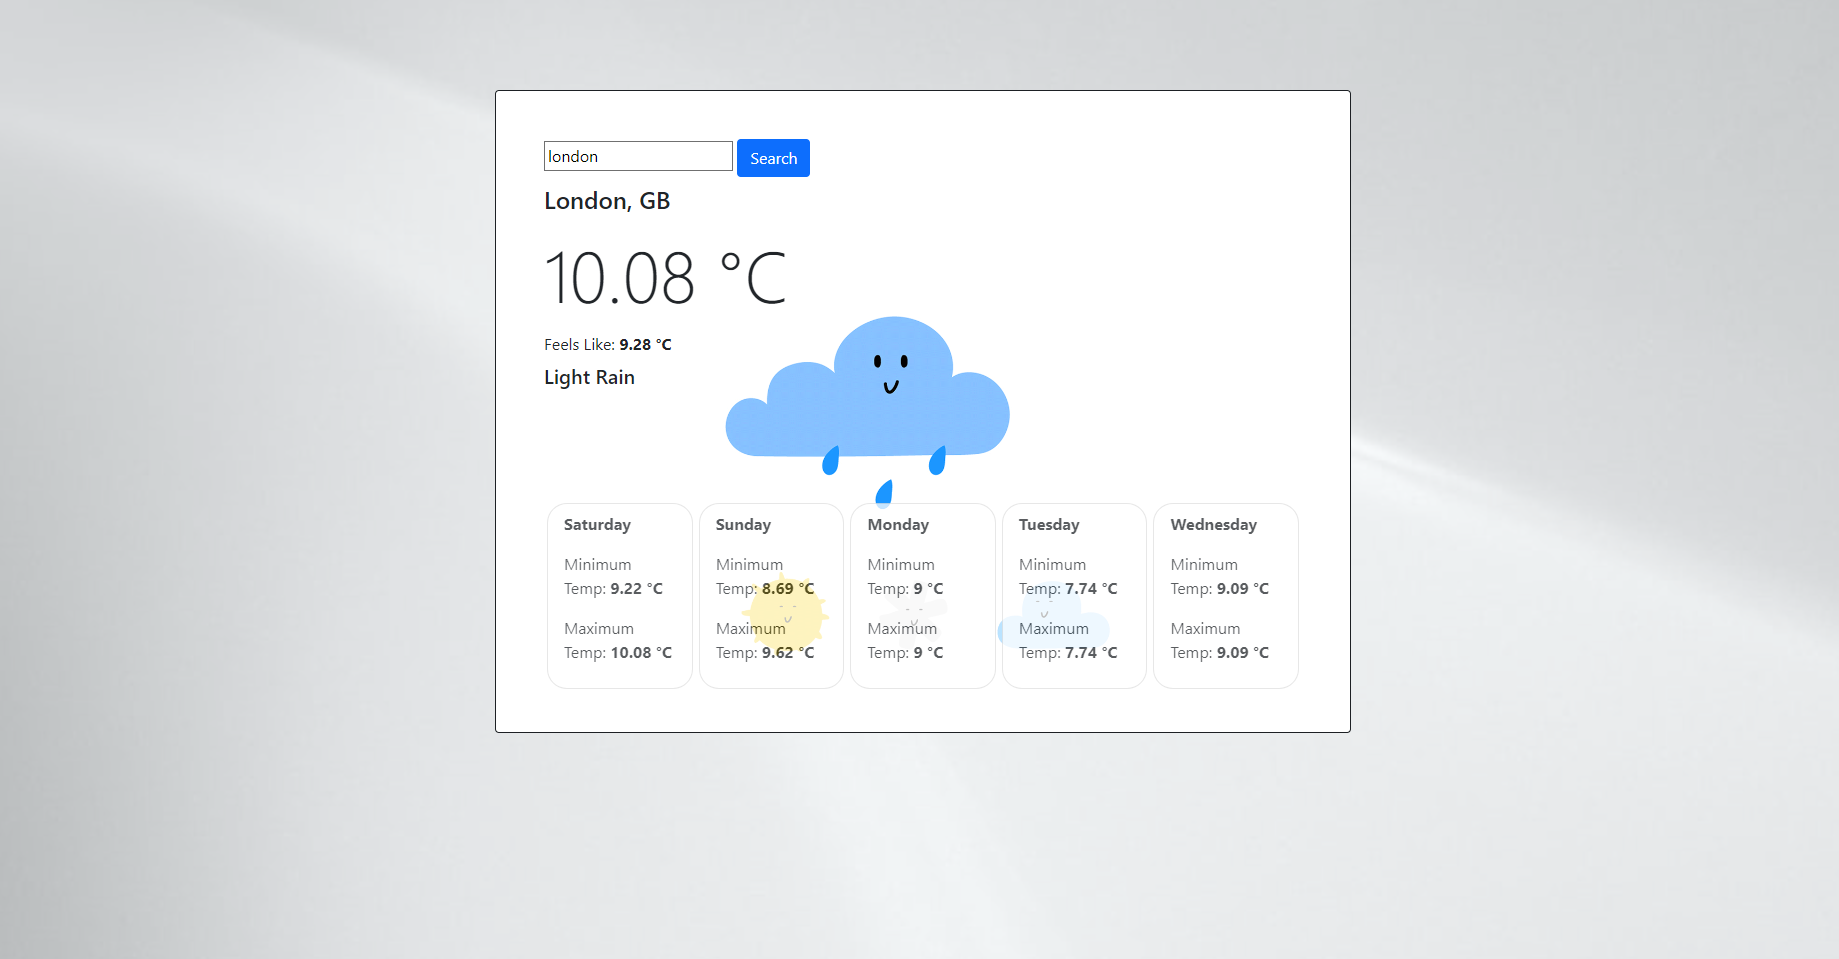 london
Search
London, GB
10.08 °C
Feels Like: 9.28 °C
Light Rain
Saturday
Minimum
Temp: 9.22 °C
Maximum
Temp: 10.08 °C
Sunday
Minimum
Temp: 8.69 °C
Maximum
Temp: 9.62 °C
Monday
Minimum
Temp: 9 °C
Maximum
Temp: 9 °C
Tuesday
Minimum
Temp: 7.74 °C
Maximum
Temp: 7.74 °C
Wednesday
Minimum
Temp: 9.09 °C
Maximum
Temp: 9.09 °C